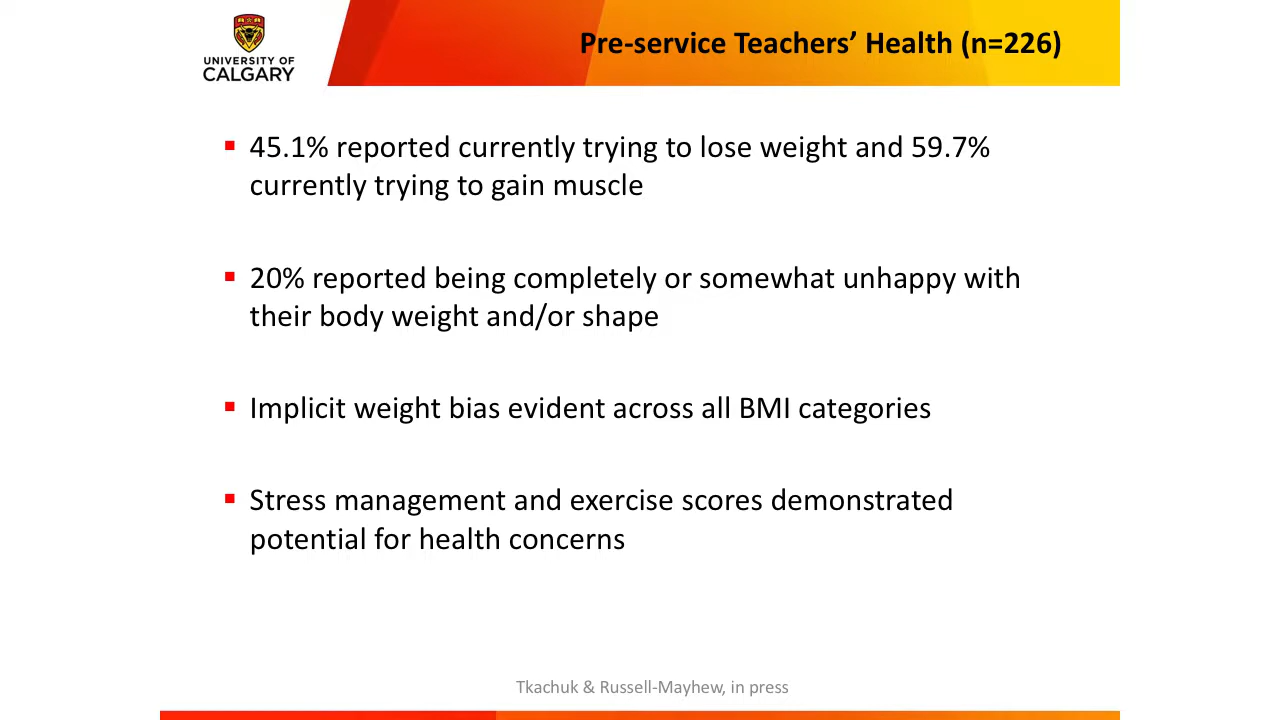 UNIVERSITY OF
CALGARY
Pre-service Teachers’ Health (n=226)
▪ 45.1% reported currently trying to lose weight and 59.7%
currently trying to gain muscle
▪ 20% reported being completely or somewhat unhappy with
their body weight and/or shape
▪ Implicit weight bias evident across all BMI categories
▪ Stress management and exercise scores demonstrated
potential for health concerns
Tkachuk & Russell-Mayhew, in press